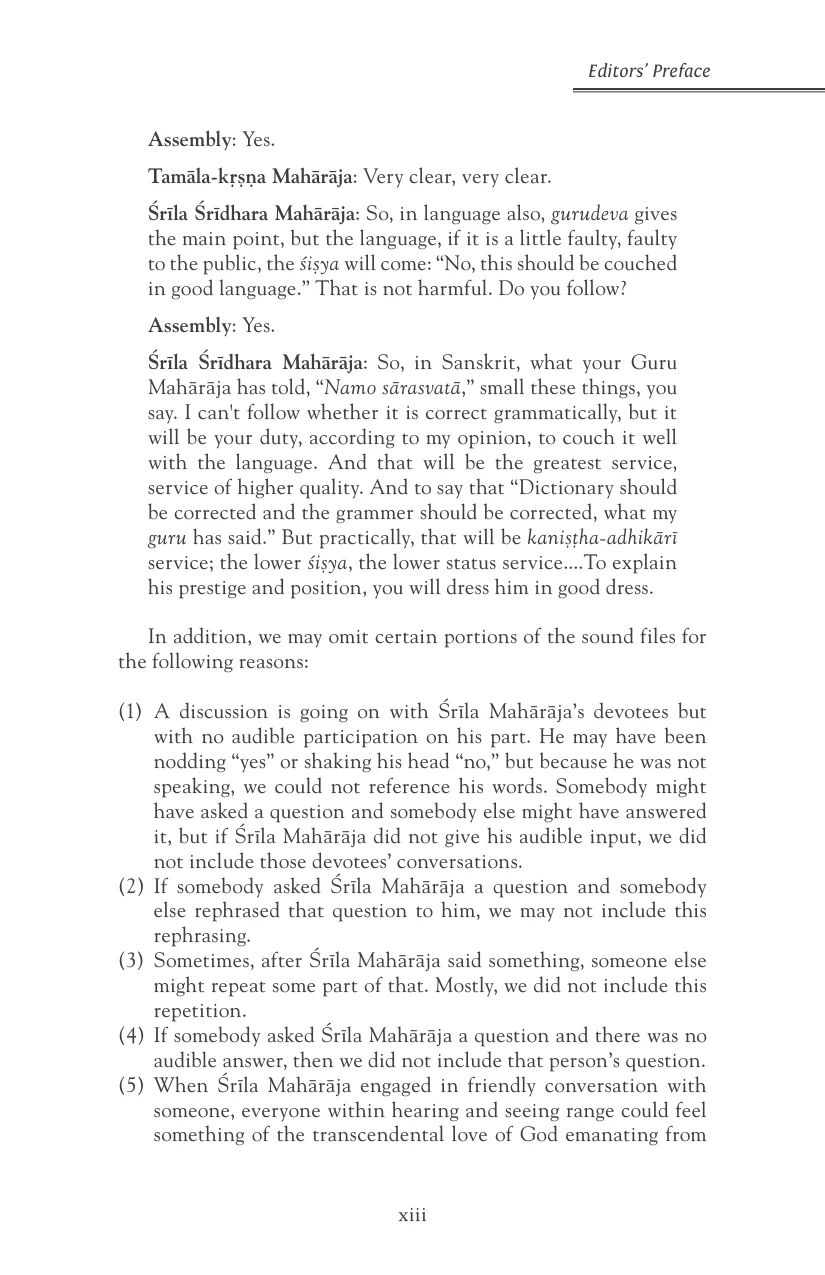 Editors’ Preface
Assembly: Yes.
Tamāla-kṛṣṇa Mahārāja: Very clear, very clear.
Śrīla Śrīdhara Mahārāja: So, in language also, gurudeva gives
the main point, but the language, if it is a little faulty, faulty
to the public, the śiṣya will come: “No, this should be couched
in good language.” That is not harmful. Do you follow?
Assembly: Yes.
Śrīla Śrīdhara Mahārāja: So, in Sanskrit, what your Guru
Mahārāja has told, “Namo sārasvatā,” small these things, you
say. I can't follow whether it is correct grammatically, but it
will be your duty, according to my opinion, to couch it well
with the language. And that will be the greatest service,
service of higher quality. And to say that “Dictionary should
be corrected and the grammer should be corrected, what my
guru has said.” But practically, that will be kaniṣṭha-adhikārī
service; the lower śiṣya, the lower status service....To explain
his prestige and position, you will dress him in good dress.
In addition, we may omit certain portions of the sound files for
the following reasons:
(1) A discussion is going on with Śrīla Mahārāja’s devotees but
with no audible participation on his part. He may have been
nodding “yes” or shaking his head “no,” but because he was not
speaking, we could not reference his words. Somebody might
have asked a question and somebody else might have answered
it, but if Śrīla Mahārāja did not give his audible input, we did
not include those devotees’ conversations.
(2) If somebody asked Śrīla Mahārāja a question and somebody
else rephrased that question to him, we may not include this
rephrasing.
(3) Sometimes, after Śrīla Mahārāja said something, someone else
might repeat some part of that. Mostly, we did not include this
repetition.
(4) If somebody asked Śrīla Mahārāja a question and there was no
audible answer, then we did not include that person’s question.
(5) When Śrīla Mahārāja engaged in friendly conversation with
someone, everyone within hearing and seeing range could feel
something of the transcendental love of God emanating from
xiii